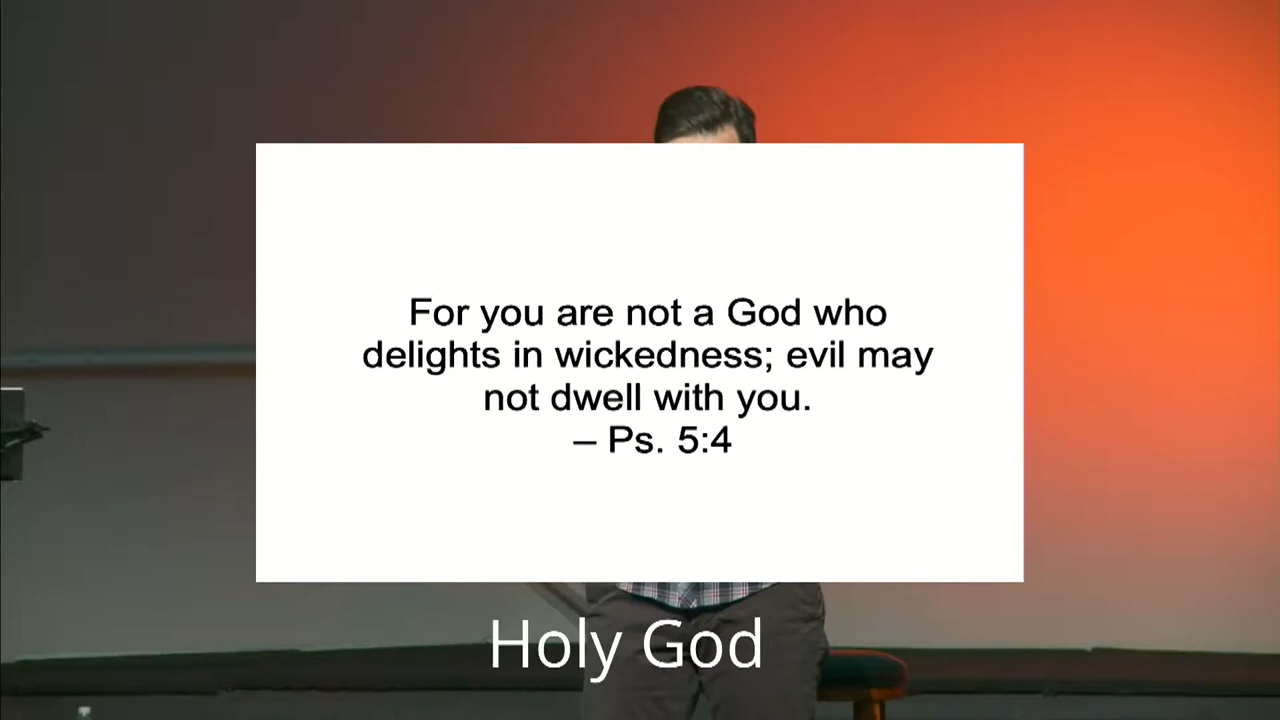 For you are not a God who
delights in wickedness; evil may
not dwell with you.
– Ps. 5:4
Holy God